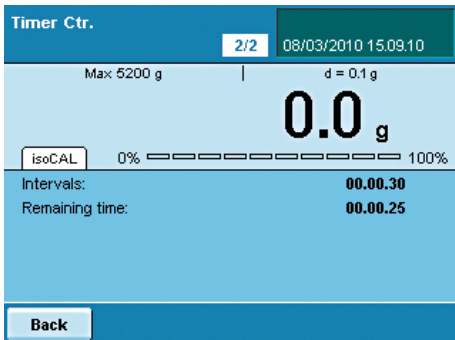 Timer Ctr.
2/2 08/03/2010 15.09.10
Max 5200 g d = 0.1 g
0.0 g
isoCAL 0% 100%
Intervals: 00.00.30
Remaining time: 00.00.25
Back